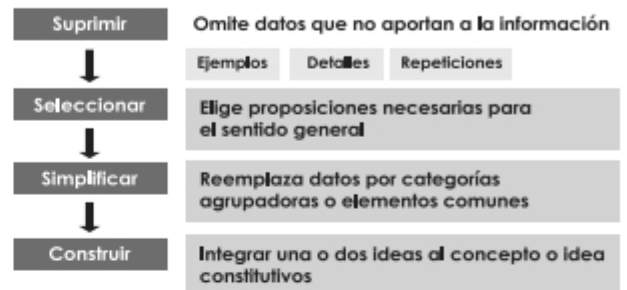 Suprimir
Omite datos que no aportan a la información
Ejemplos
Detalles
Repeticiones
Seleccionar
Elige proposiciones necesarias para
el sentido general
Simplificar
Reemplaza datos por categorías
agrupadoras o elementos comunes
Construir
Integrar una o dos ideas al concepto o idea
constitutivos